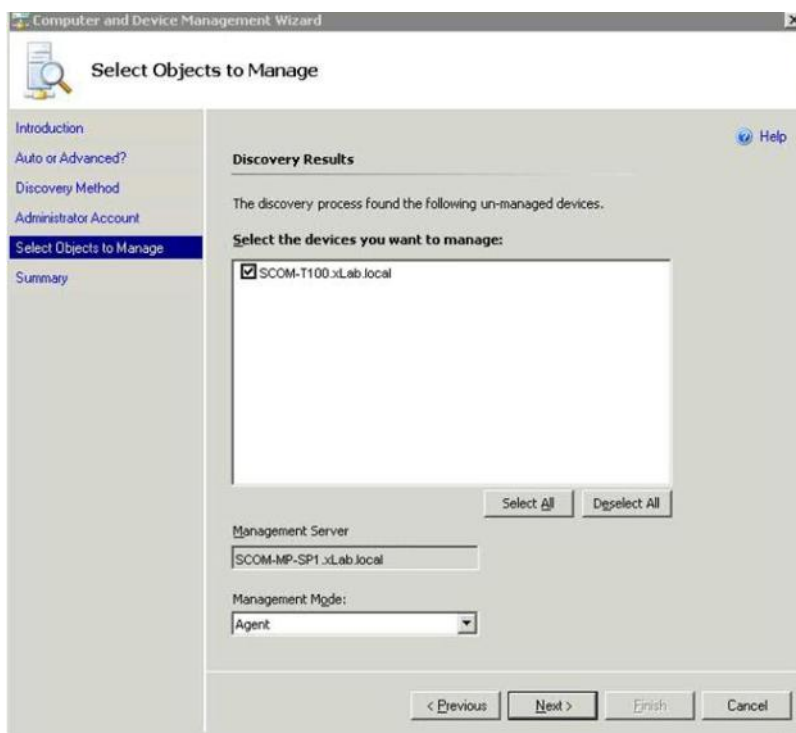 Computer and Device Management Wizard
Select Objects to Manage
Introduction
Auto or Advanced?
Discovery Method
Administrator Account
Select Objects to Manage
Summary
Help
Discovery Results
The discovery process found the following un-managed devices.
Select the devices you want to manage:
SCOM-T100.xLab.local
Select All
Deselect All
Management Server
SCOM-MP-SP1.xLab.local
Management Mode:
Agent
< Previous
Next >
Finish
Cancel